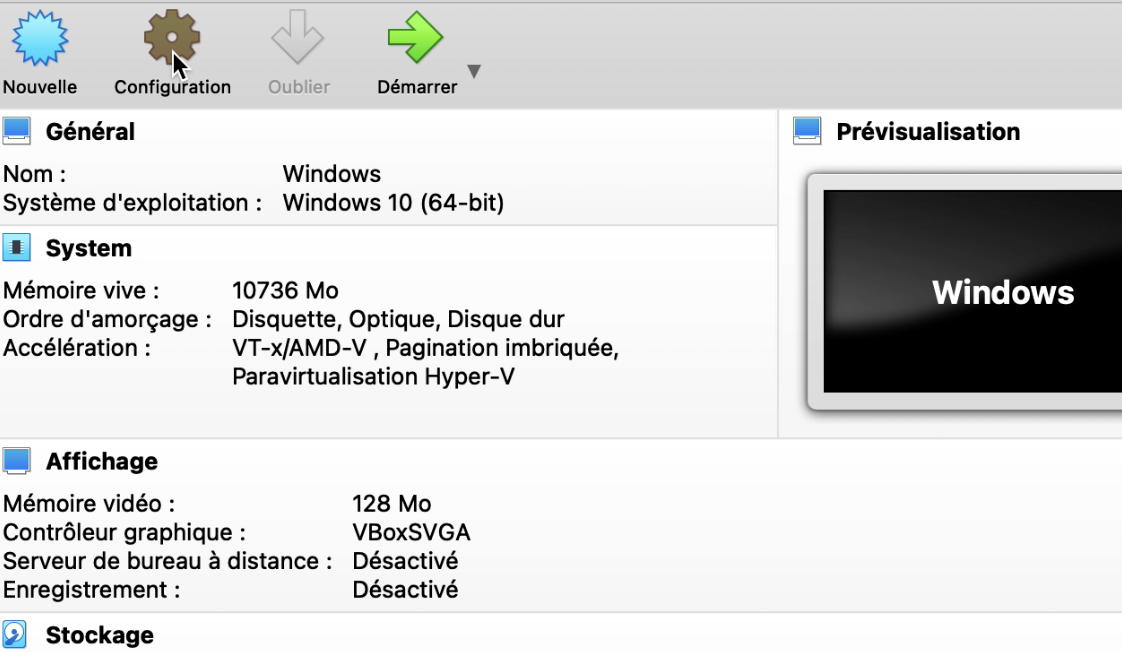 Nouvelle Configuration Oublier Démarrer
Général
Nom : Windows
Système d'exploitation : Windows 10 (64-bit)
System
Mémoire vive : 10736 Mo
Ordre d'amorçage : Disquette, Optique, Disque dur
Accélération : VT-x/AMD-V , Pagination imbriquée,
Paravirtualisation Hyper-V
Prévisualisation
Windows
Affichage
Mémoire vidéo : 128 Mo
Contrôleur graphique : VBoxSVGA
Serveur de bureau à distance : Désactivé
Enregistrement : Désactivé
Stockage